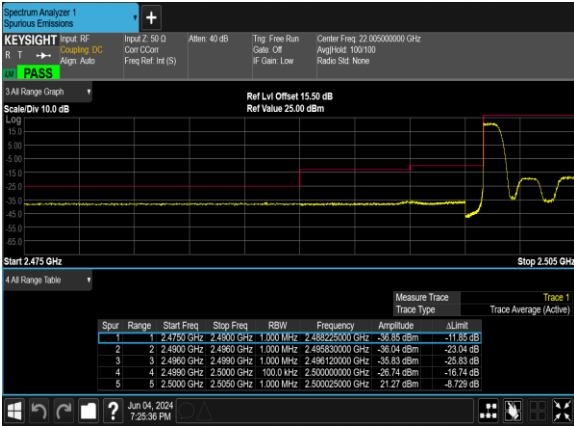 Spectrum Analyzer 1
Spurious Emissions
+
KEYSIGHT Input: RF Input Z: 50 Ω Atten: 40 dB Trig: Free Run Center Freq: 22.005000000 GHz
R T Coupling: DC Corr CCorr Gate: Off Avg|Hold: 100/100
Align: Auto Freq Ref: Int (S) IF Gain: Low Radio Std: None
LXI PASS
3 All Range Graph
Ref Lvl Offset 15.50 dB
Scale/Div 10.0 dB Ref Value 25.00 dBm
Log
15.0
5.00
-5.00
-15.0
-25.0
-35.0
-45.0
-55.0
-65.0
Start 2.475 GHz Stop 2.505 GHz
4 All Range Table
Measure Trace Trace 1
Trace Type Trace Average (Active)
Spur Range Start Freq Stop Freq RBW Frequency Amplitude ΔLimit
1 1 2.4750 GHz 2.4900 GHz 1.000 MHz 2.488225000 GHz -36.85 dBm -11.85 dB
2 2 2.4900 GHz 2.4960 GHz 1.000 MHz 2.495830000 GHz -36.04 dBm -23.04 dB
3 3 2.4960 GHz 2.4990 GHz 1.000 MHz 2.496120000 GHz -35.83 dBm -25.83 dB
4 4 2.4990 GHz 2.5000 GHz 100.0 kHz 2.500000000 GHz -26.74 dBm -16.74 dB
5 5 2.5000 GHz 2.5050 GHz 1.000 MHz 2.500025000 GHz 21.27 dBm -8.729 dB
? Jun 04, 2024
7:25:36 PM